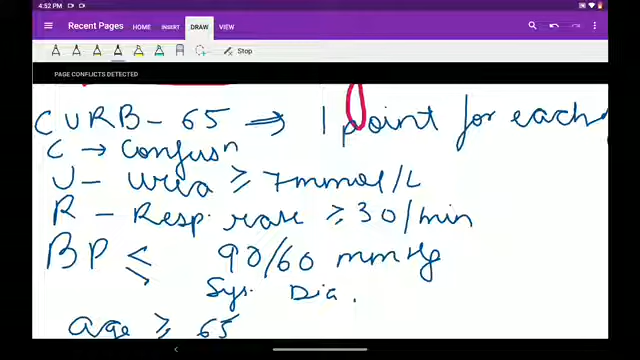 4:52 PM
Recent Pages HOME INSERT DRAW VIEW
Stop
PAGE CONFLICTS DETECTED
CURB - 65 → 1 point for each
C → Confusn
U - Urea ≥ 7mmol/L
R - Resp. rate ≥ 30/min
BP ≤ 90/60 mmHg
Sys. Dia.
age ≥ 65